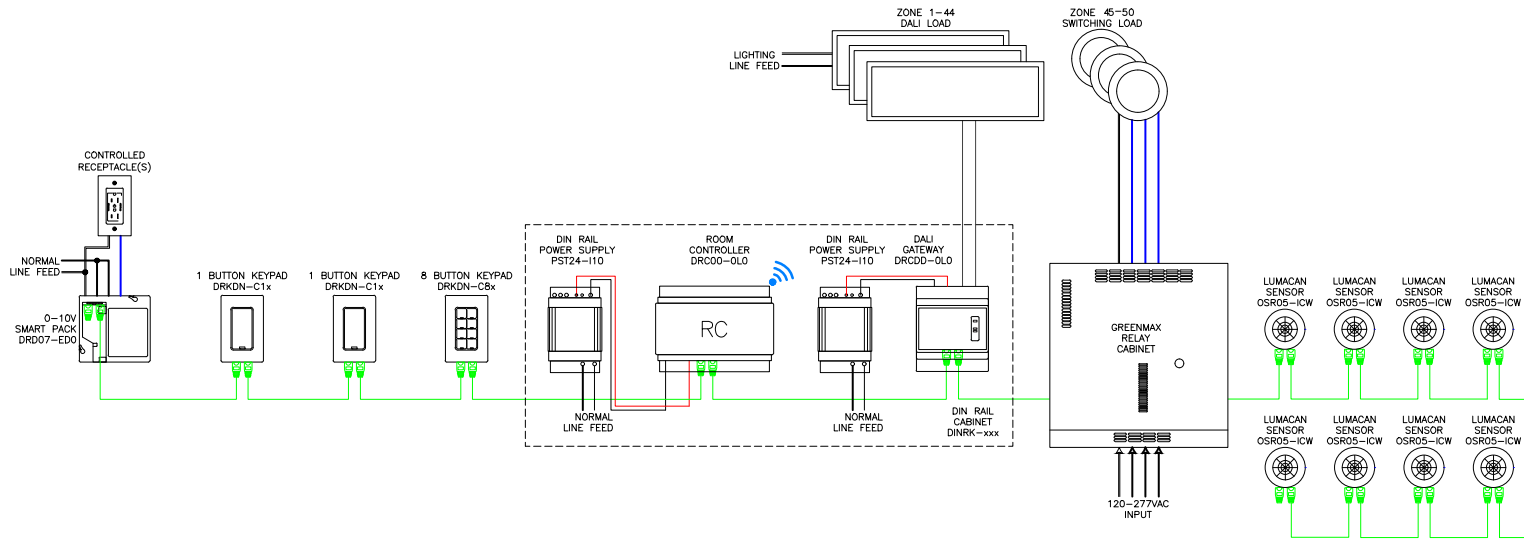 ZONE 1-44
DALI LOAD
ZONE 45-50
SWITCHING LOAD
LIGHTING
LINE FEED
CONTROLLED
RECEPTACLE(S)
NORMAL
LINE FEED
0-10V
SMART PACK
DRD07-ED0
1 BUTTON KEYPAD
DRKDN-C1x
1 BUTTON KEYPAD
DRKDN-C1x
8 BUTTON KEYPAD
DRKDN-C8x
DIN RAIL
POWER SUPPLY
PST24-I10
NORMAL
LINE FEED
ROOM
CONTROLLER
DRC00-0L0
RC
DIN RAIL
POWER SUPPLY
PST24-I10
NORMAL
LINE FEED
DALI
GATEWAY
DRCDD-0L0
DIN RAIL
CABINET
DINRK-xxx
GREENMAX
RELAY
CABINET
120-277VAC
INPUT
LUMACAN
SENSOR
OSR05-ICW
LUMACAN
SENSOR
OSR05-ICW
LUMACAN
SENSOR
OSR05-ICW
LUMACAN
SENSOR
OSR05-ICW
LUMACAN
SENSOR
OSR05-ICW
LUMACAN
SENSOR
OSR05-ICW
LUMACAN
SENSOR
OSR05-ICW
LUMACAN
SENSOR
OSR05-ICW